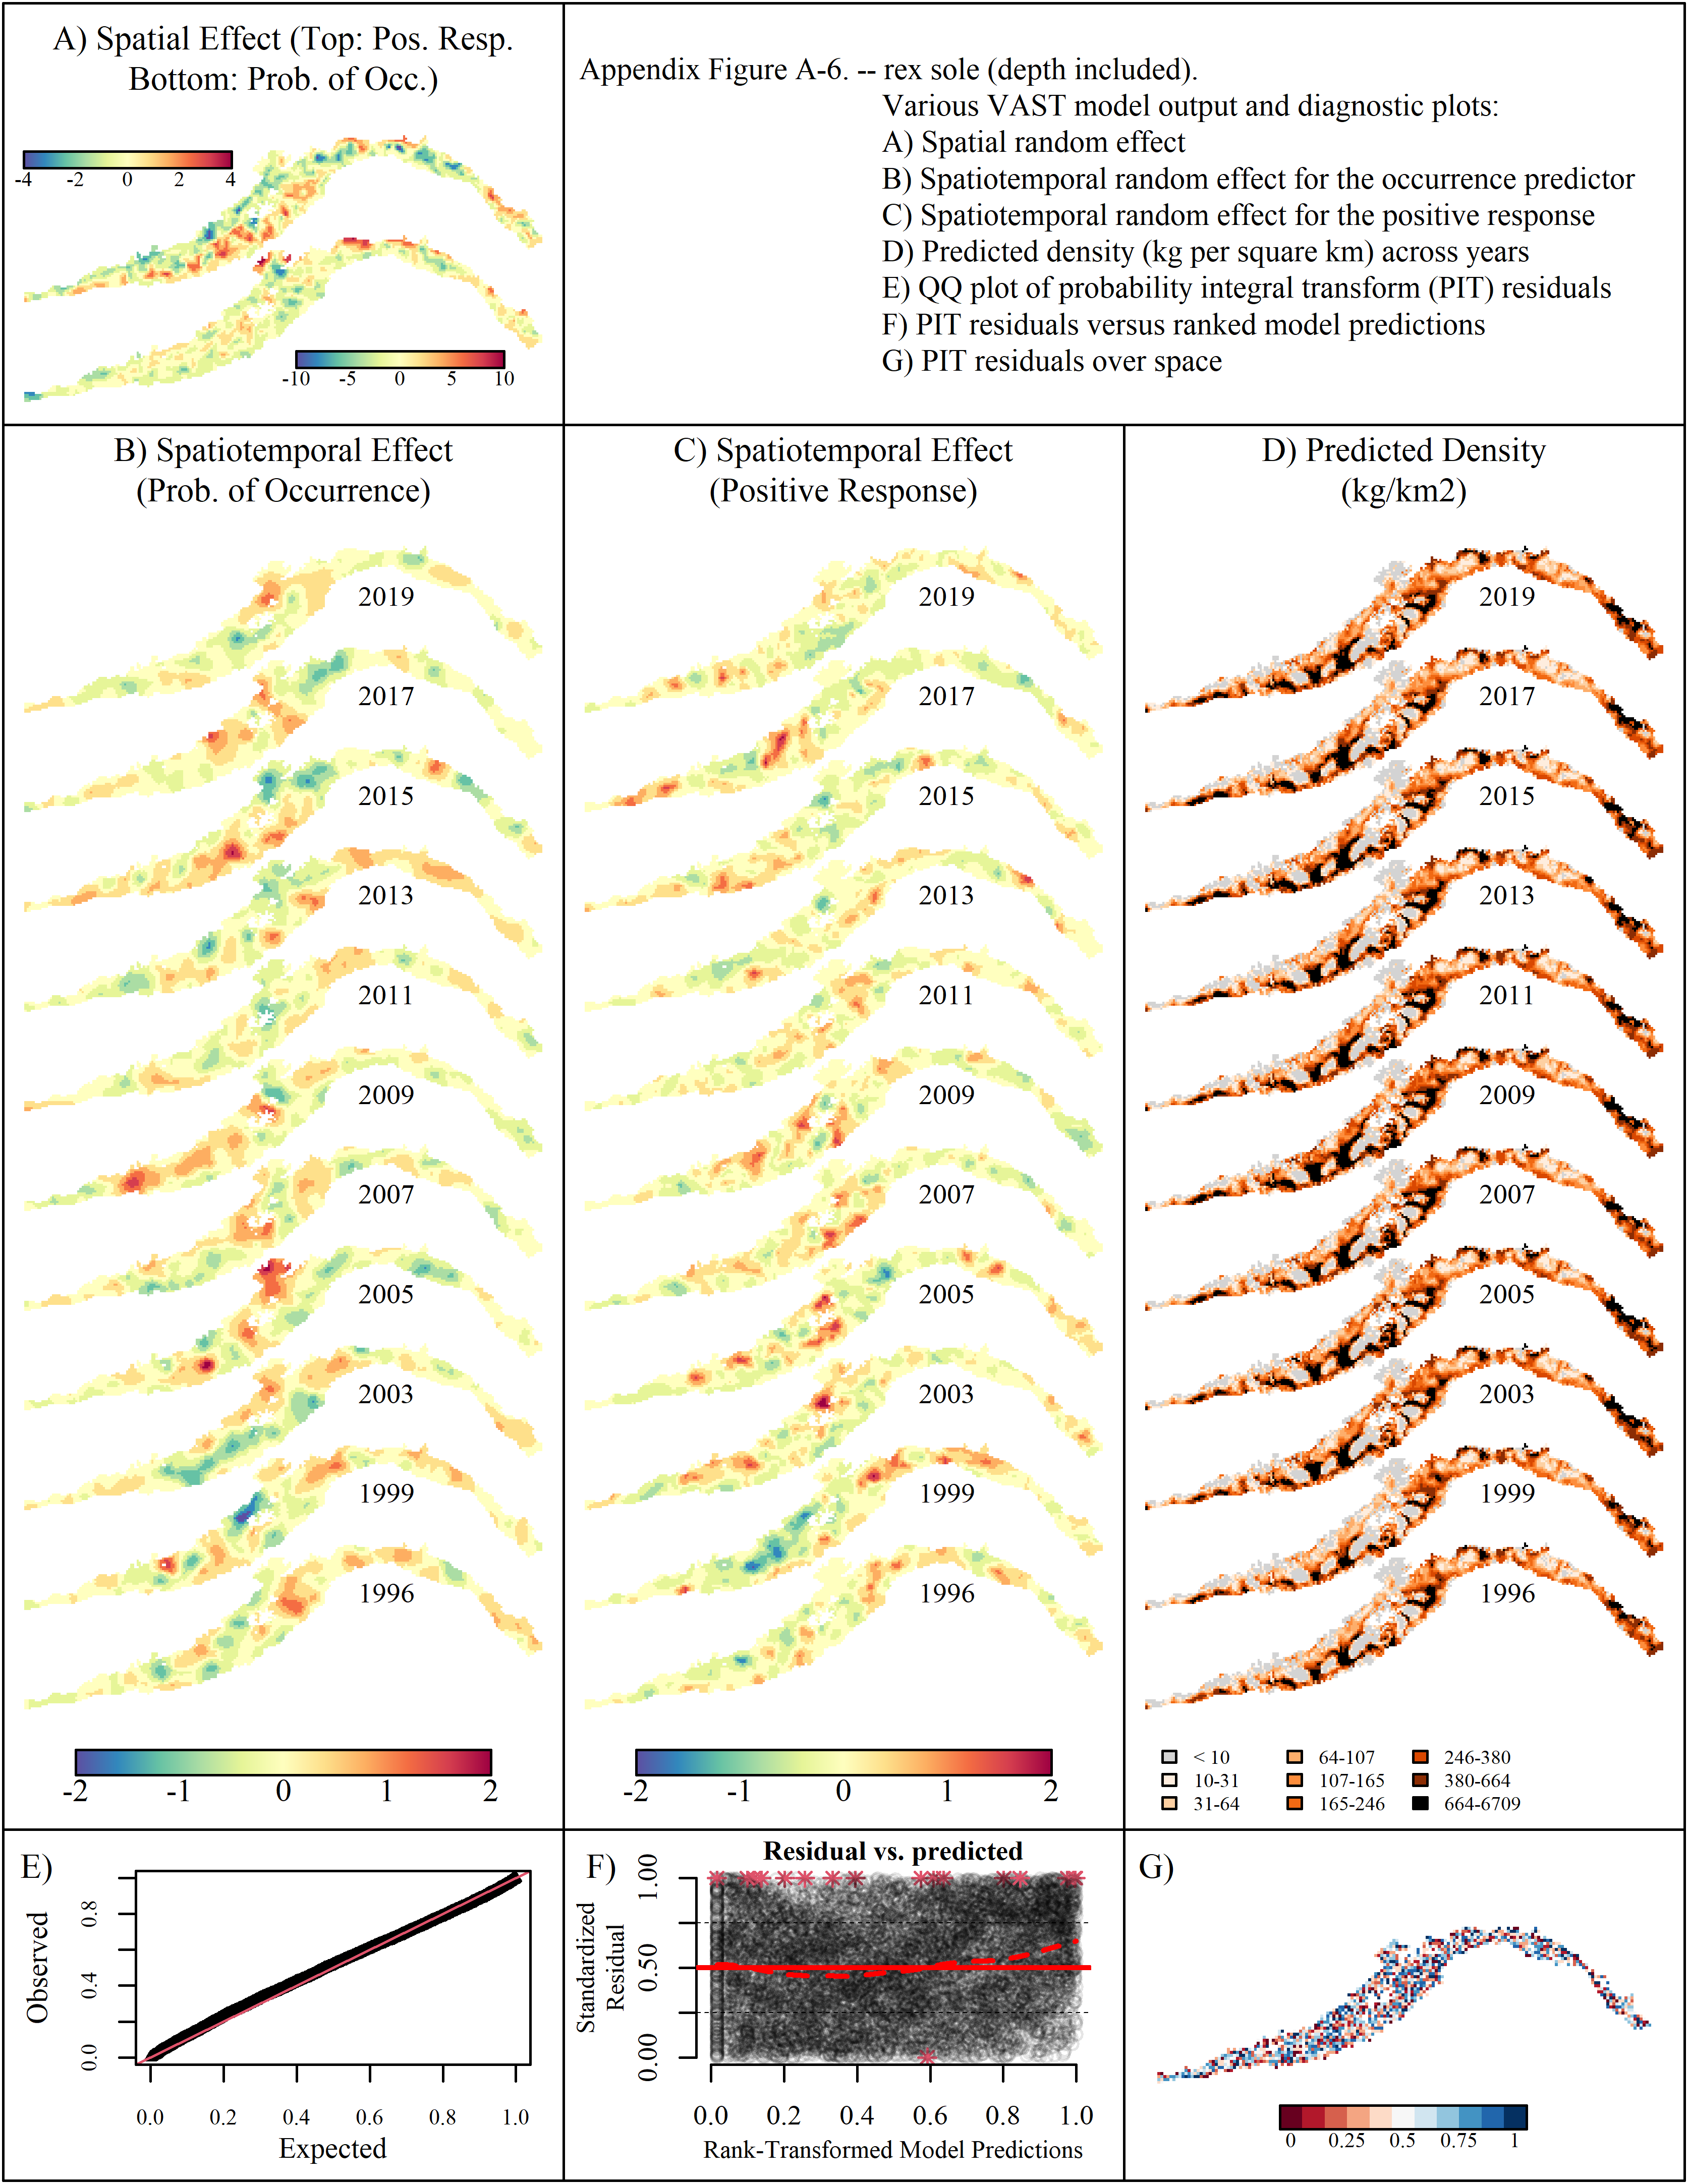 A) Spatial Effect (Top: Pos. Resp.
Bottom: Prob. of Occ.)
-4 -2 0 2 4
-10 -5 0 5 10
Appendix Figure A-6. -- rex sole (depth included).
Various VAST model output and diagnostic plots:
A) Spatial random effect
B) Spatiotemporal random effect for the occurrence predictor
C) Spatiotemporal random effect for the positive response
D) Predicted density (kg per square km) across years
E) QQ plot of probability integral transform (PIT) residuals
F) PIT residuals versus ranked model predictions
G) PIT residuals over space
B) Spatiotemporal Effect
(Prob. of Occurrence)
2019
2017
2015
2013
2011
2009
2007
2005
2003
1999
1996
-2 -1 0 1 2
C) Spatiotemporal Effect
(Positive Response)
2019
2017
2015
2013
2011
2009
2007
2005
2003
1999
1996
-2 -1 0 1 2
D) Predicted Density
(kg/km2)
2019
2017
2015
2013
2011
2009
2007
2005
2003
1999
1996
< 10 64-107 246-380
10-31 107-165 380-664
31-64 165-246 664-6709
E)
Observed
0.0 0.4 0.8
0.0 0.2 0.4 0.6 0.8 1.0
Expected
F)
Residual vs. predicted
Standardized
Residual
0.00 0.50 1.00
0.0 0.2 0.4 0.6 0.8 1.0
Rank-Transformed Model Predictions
G)
0 0.25 0.5 0.75 1